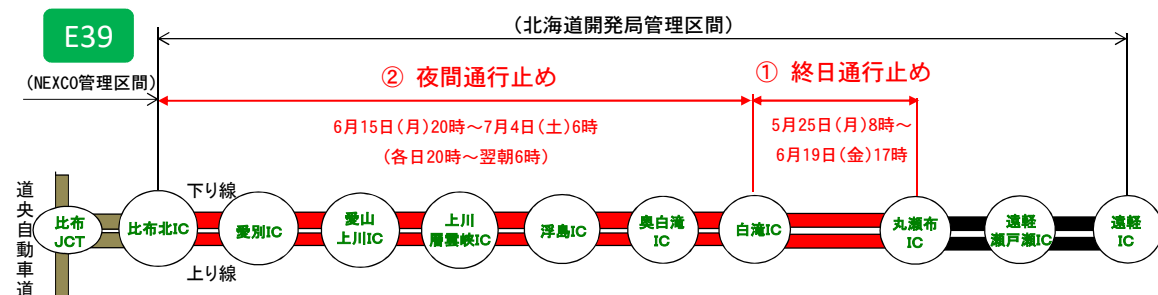 (北海道開発局管理区間)
E39
(NEXCO管理区間)
② 夜間通行止め
① 終日通行止め
6月15日(月)20時～7月4日(土)6時
(各日20時～翌朝6時)
5月25日(月)8時～
6月19日(金)17時
道央自動車道
下り線
上り線
比布
JCT
比布北IC
愛別IC
愛山
上川IC
上川
層雲峡IC
浮島IC
奥白滝
IC
白滝IC
丸瀬布
IC
遠軽
瀬戸瀬IC
遠軽
IC